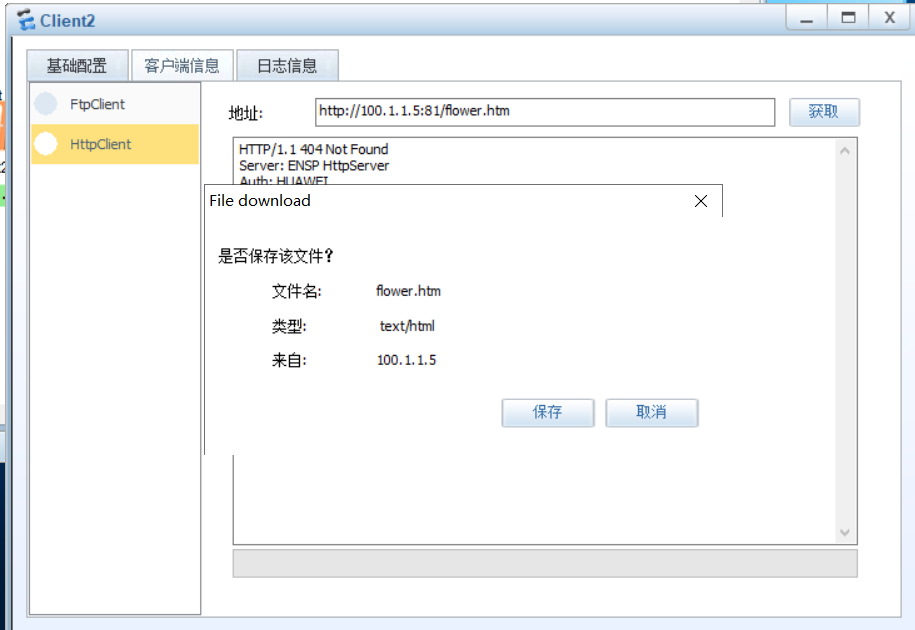 Client2
基础配置 客户端信息 日志信息
FtpClient
HttpClient
地址: http://100.1.1.5:81/flower.htm 获取
HTTP/1.1 404 Not Found
Server: ENSP HttpServer
Auth: HUAWEI
File download
是否保存该文件?
文件名: flower.htm
类型: text/html
来自: 100.1.1.5
保存 取消